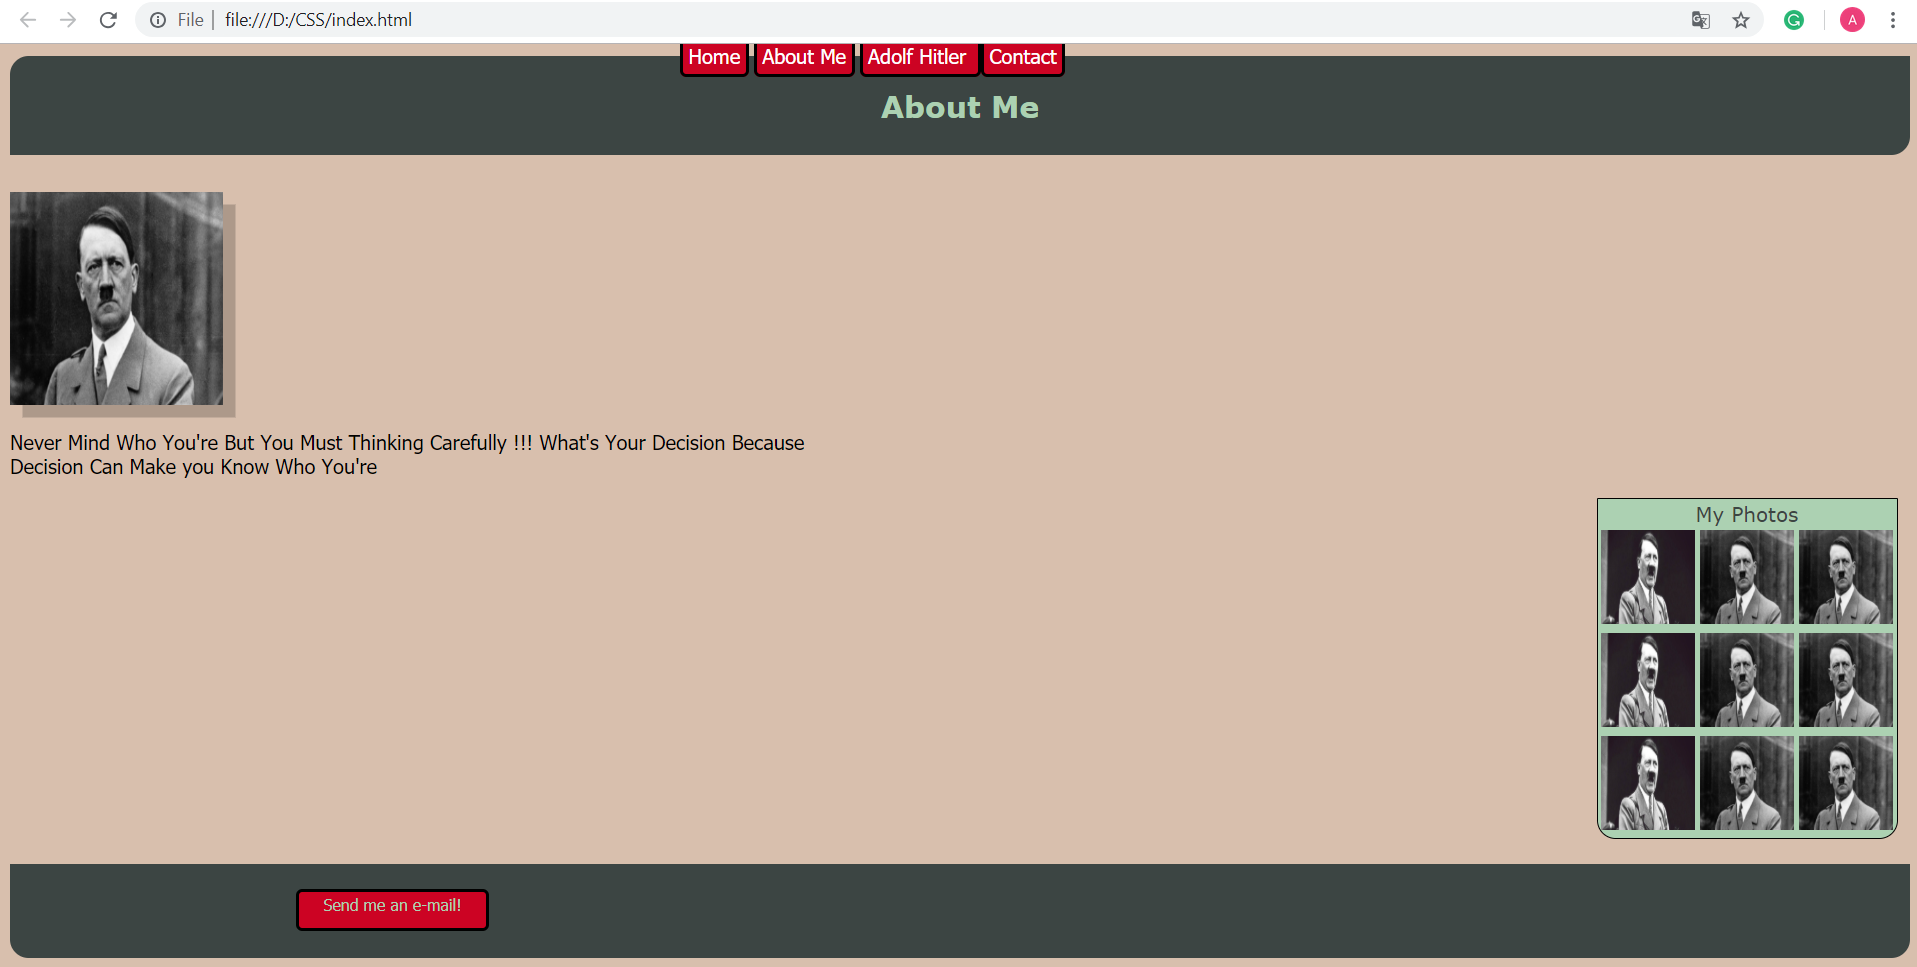 File | file:///D:/CSS/index.html
A
Home About Me Adolf Hitler Contact
About Me
Never Mind Who You're But You Must Thinking Carefully !!! What's Your Decision Because
Decision Can Make you Know Who You're
My Photos
Send me an e-mail!